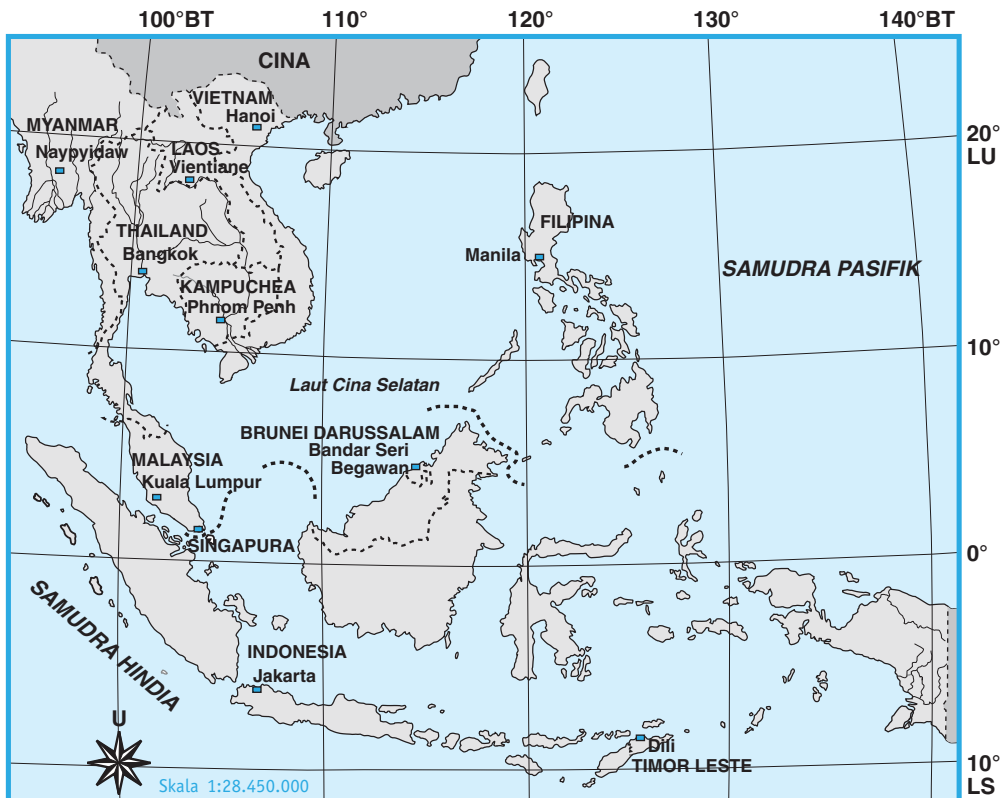 100°BT 110° 120° 130° 140°BT
CINA
VIETNAM
Hanoi
MYANMAR
Naypyidaw
LAOS
Vientiane
20°
LU
THAILAND
Bangkok
FILIPINA
Manila
SAMUDRA PASIFIK
KAMPUCHEA
Phnom Penh
10°
Laut Cina Selatan
BRUNEI DARUSSALAM
Bandar Seri
Begawan
MALAYSIA
Kuala Lumpur
SINGAPURA
0°
SAMUDRA HINDIA
INDONESIA
Jakarta
U
Dili
TIMOR LESTE
10°
LS
Skala 1:28.450.000